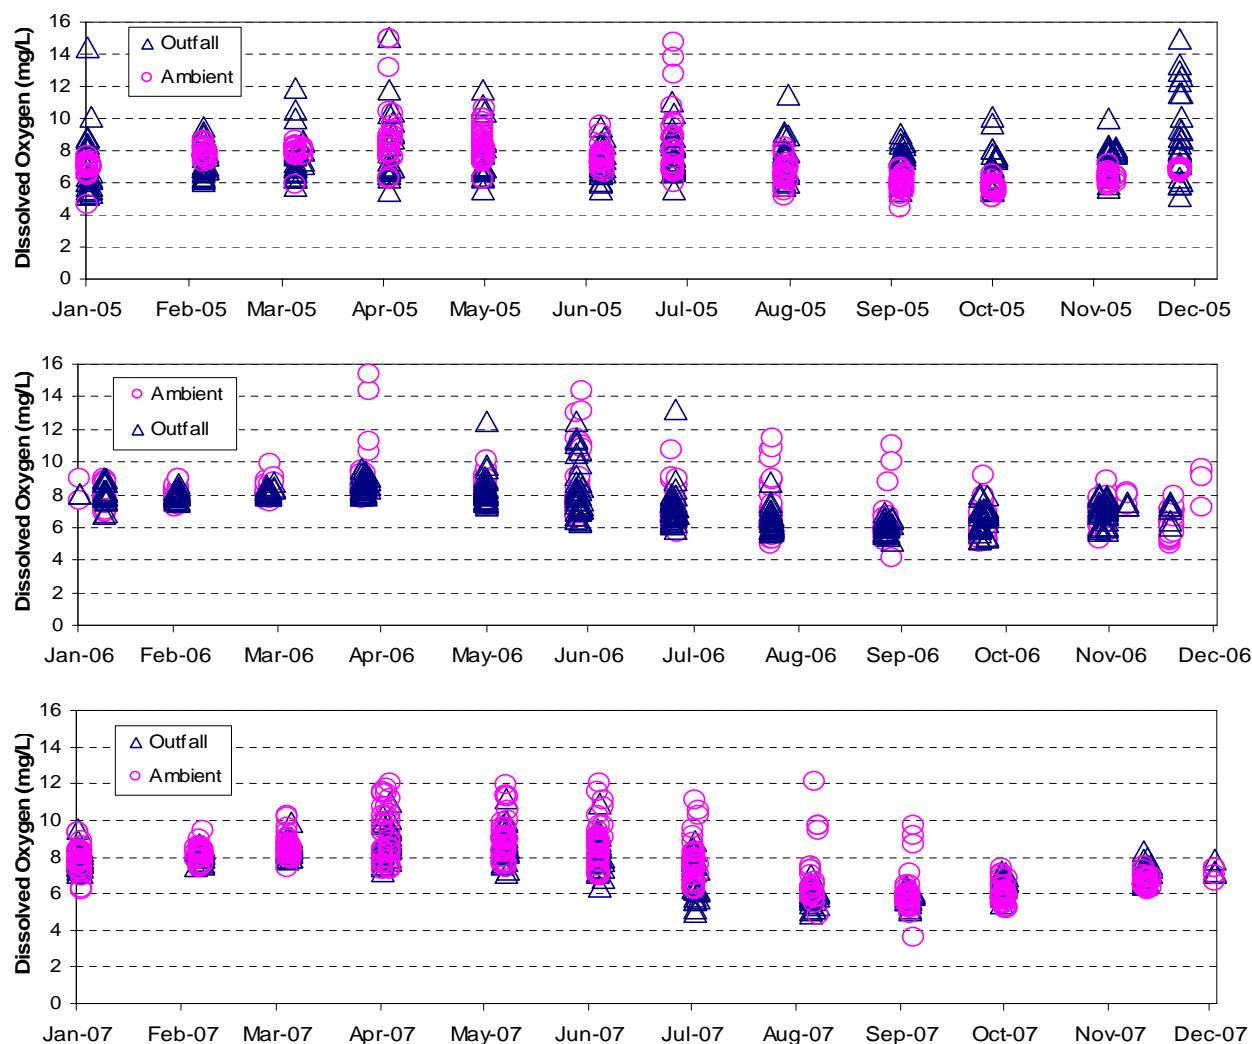 16
14
12
10
8
6
4
2
0
Dissolved Oxygen (mg/L)
Outfall
Ambient
Jan-05 Feb-05 Mar-05 Apr-05 May-05 Jun-05 Jul-05 Aug-05 Sep-05 Oct-05 Nov-05 Dec-05
16
14
12
10
8
6
4
2
0
Dissolved Oxygen (mg/L)
Ambient
Outfall
Jan-06 Feb-06 Mar-06 Apr-06 May-06 Jun-06 Jul-06 Aug-06 Sep-06 Oct-06 Nov-06 Dec-06
16
14
12
10
8
6
4
2
0
Dissolved Oxygen (mg/L)
Outfall
Ambient
Jan-07 Feb-07 Mar-07 Apr-07 May-07 Jun-07 Jul-07 Aug-07 Sep-07 Oct-07 Nov-07 Dec-07